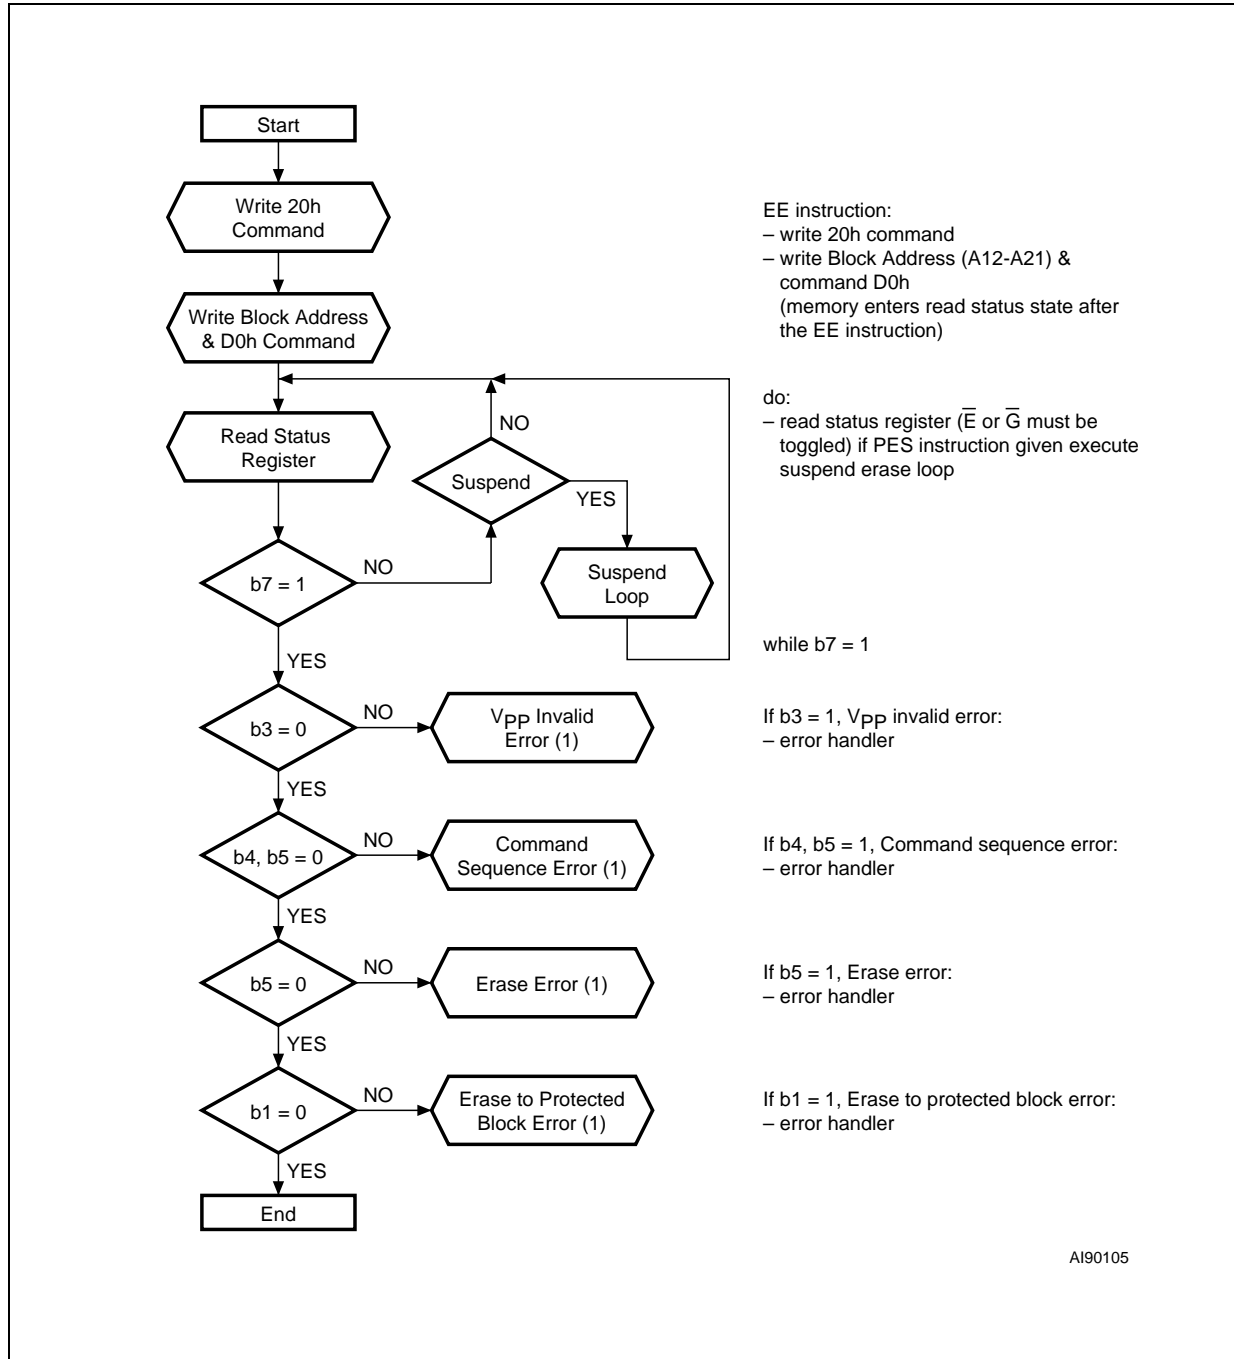 Start
Write 20h
Command
EE instruction:
– write 20h command
– write Block Address (A12-A21) &
command D0h
(memory enters read status state after
the EE instruction)
Write Block Address
& D0h Command
do:
– read status register (E̅ or G̅ must be
toggled) if PES instruction given execute
suspend erase loop
Read Status
Register
NO
Suspend
YES
b7 = 1
NO
Suspend
Loop
YES
while b7 = 1
b3 = 0
NO
VPP Invalid
Error (1)
If b3 = 1, VPP invalid error:
– error handler
YES
b4, b5 = 0
NO
Command
Sequence Error (1)
If b4, b5 = 1, Command sequence error:
– error handler
YES
b5 = 0
NO
Erase Error (1)
If b5 = 1, Erase error:
– error handler
YES
b1 = 0
NO
Erase to Protected
Block Error (1)
If b1 = 1, Erase to protected block error:
– error handler
YES
End
AI90105